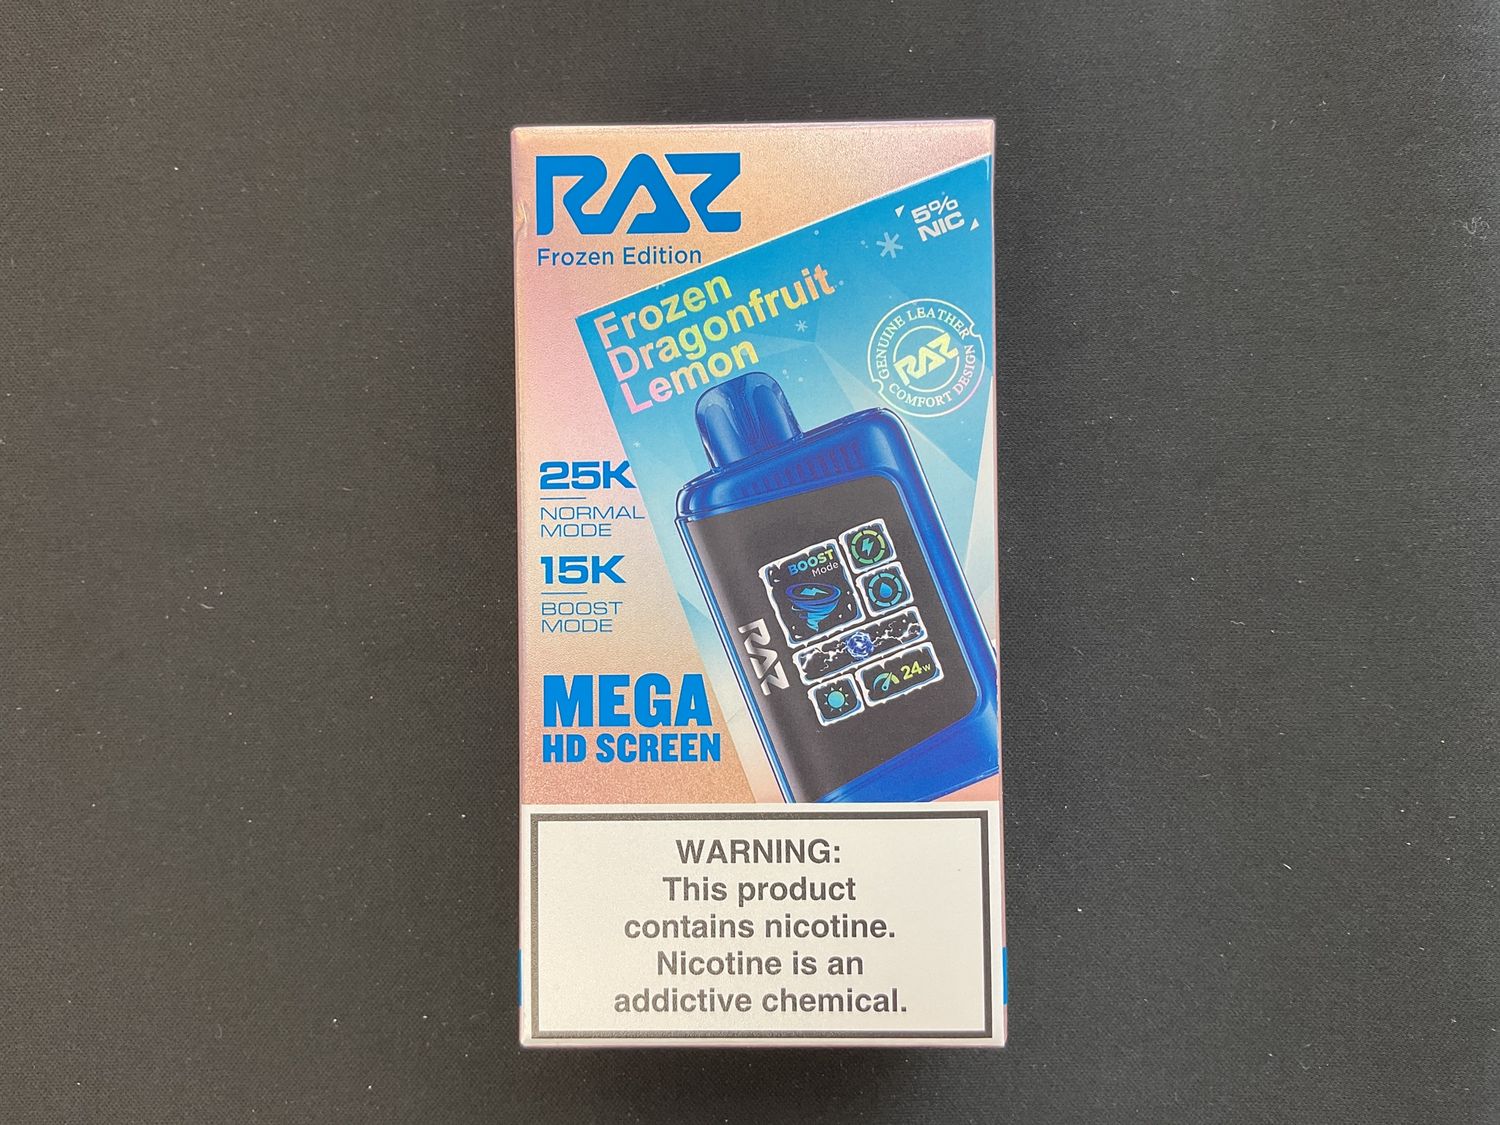 RAZ
Frozen Edition
5%
NIC
Frozen
Dragonfruit
Lemon
GENUINE LEATHER
RAZ
COMFORT DESIGN
25K
NORMAL
MODE
15K
BOOST
MODE
BOOST
Mode
RAZ
24W
MEGA
HD SCREEN
WARNING:
This product
contains nicotine.
Nicotine is an
addictive chemical.